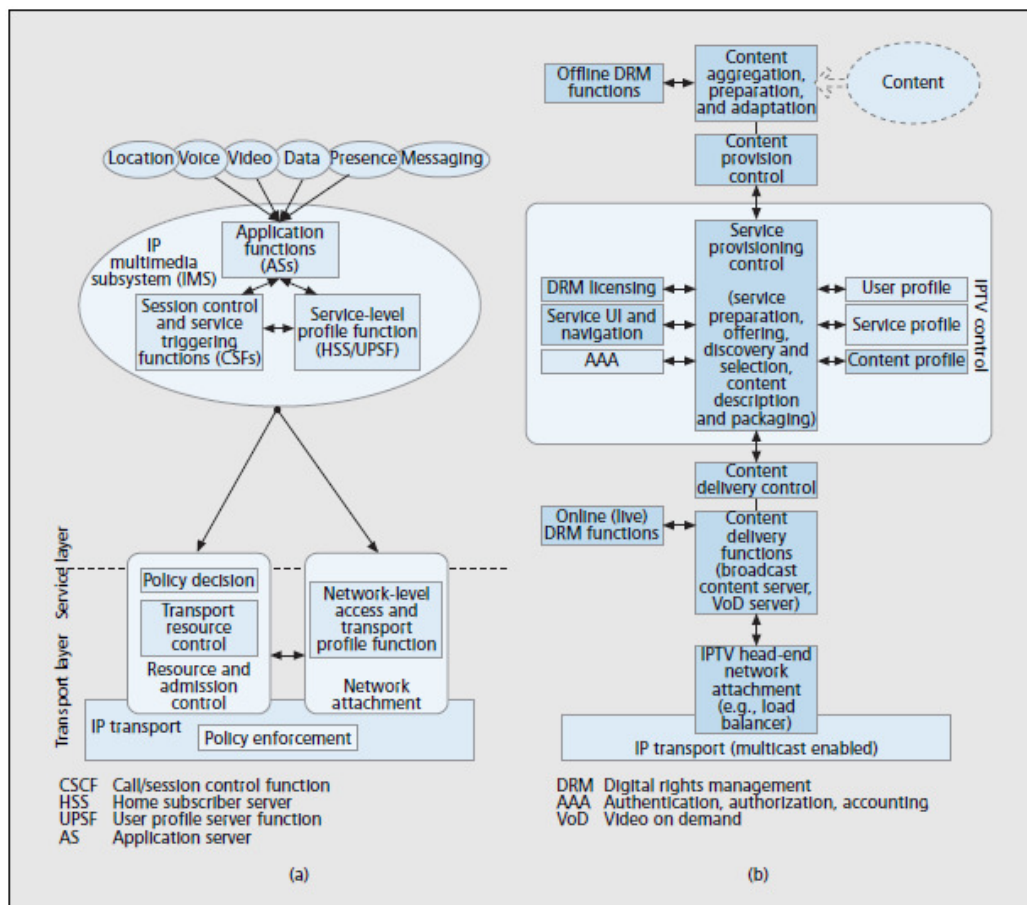 Location
Voice
Video
Data
Presence
Messaging
IP
multimedia
subsystem (IMS)
Application
functions
(ASs)
Session control
and service
triggering
functions (CSFs)
Service-level
profile function
(HSS/UPSF)
Service layer
Transport layer
Policy decision
Transport
resource
control
Resource and
admission
control
Network-level
access and
transport
profile function
Network
attachment
IP transport
Policy enforcement
CSCF Call/session control function
HSS Home subscriber server
UPSF User profile server function
AS Application server
(a)
Offline DRM
functions
Content
aggregation,
preparation,
and adaptation
Content
Content
provision
control
Service
provisioning
control
(service
preparation,
offering,
discovery and
selection,
content
description
and packaging)
DRM licensing
Service UI and
navigation
AAA
User profile
Service profile
Content profile
IPTV control
Content
delivery control
Online (live)
DRM functions
Content
delivery
functions
(broadcast
content server,
VoD server)
IPTV head-end
network
attachment
(e.g., load
balancer)
IP transport (multicast enabled)
DRM Digital rights management
AAA Authentication, authorization, accounting
VoD Video on demand
(b)